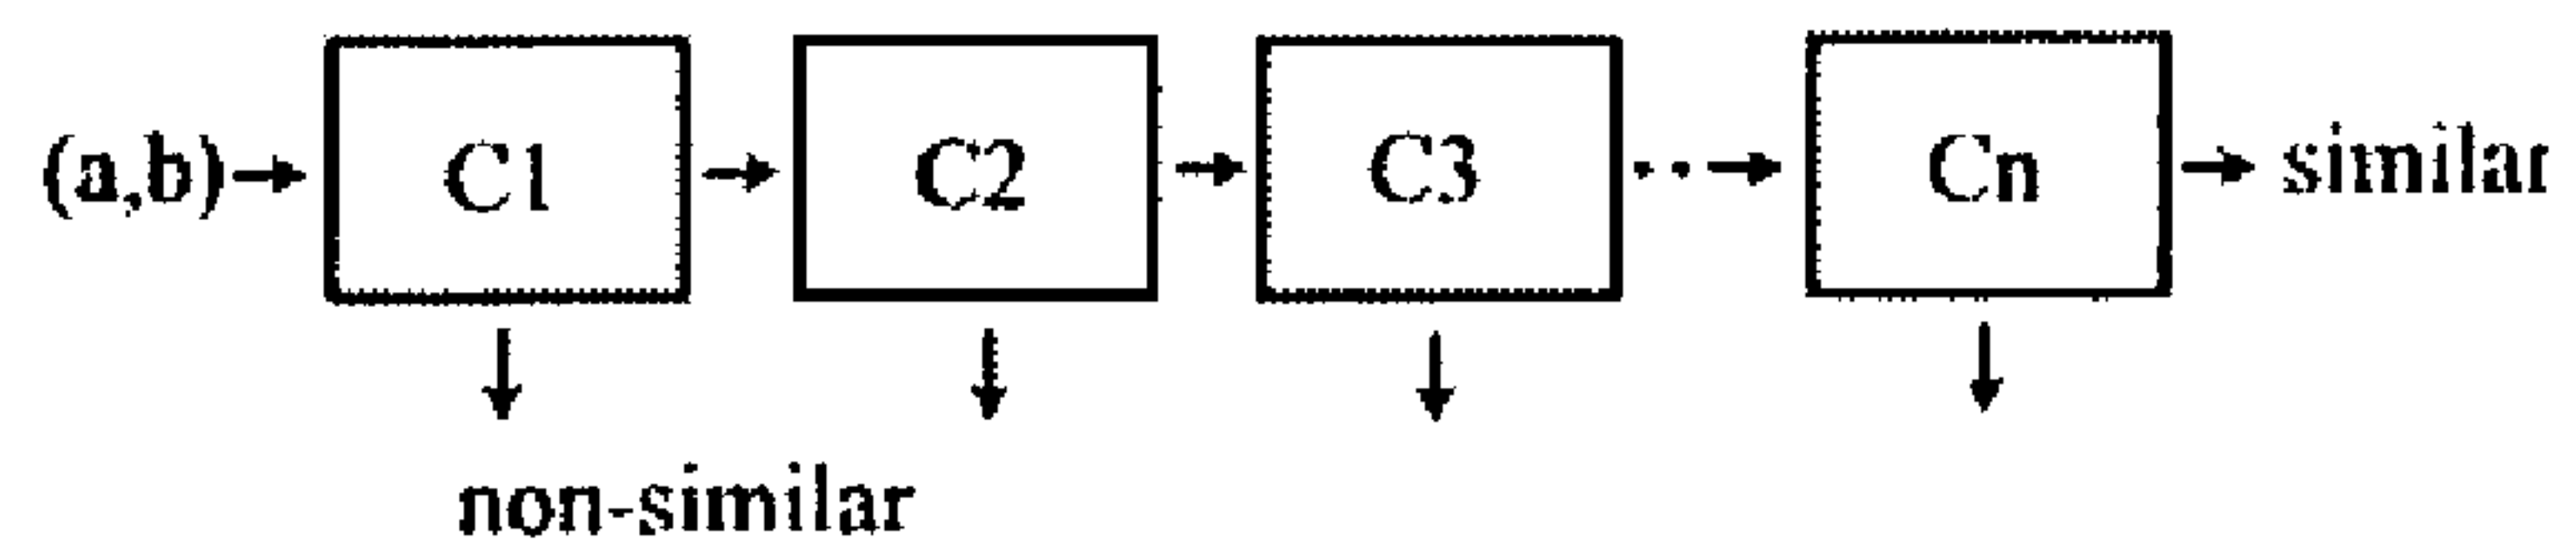 (a,b) C1 C2 C3 .. Cn similar
non-similar